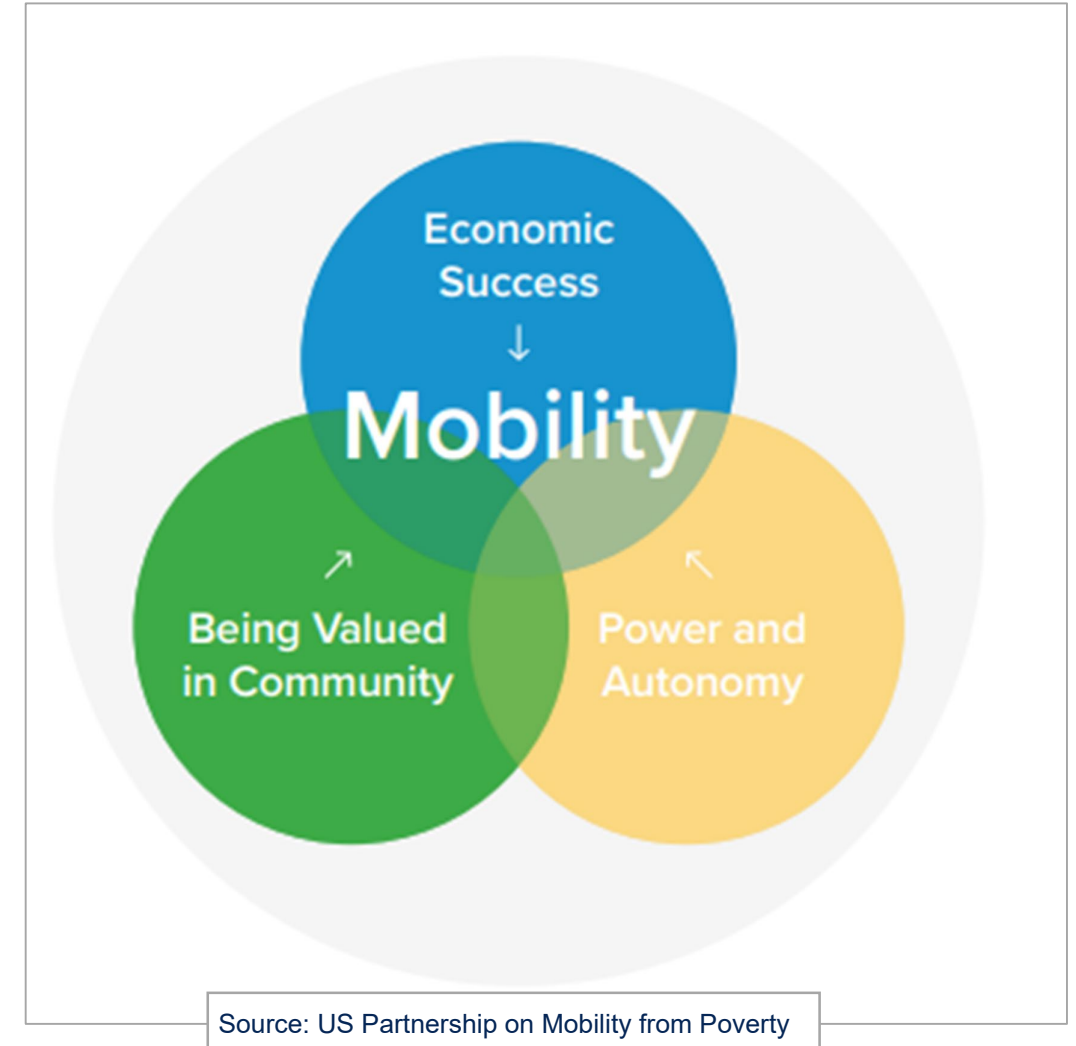 Economic
Success
↓
Mobility
↗
↖
Being Valued
in Community
Power and
Autonomy
Source: US Partnership on Mobility from Poverty